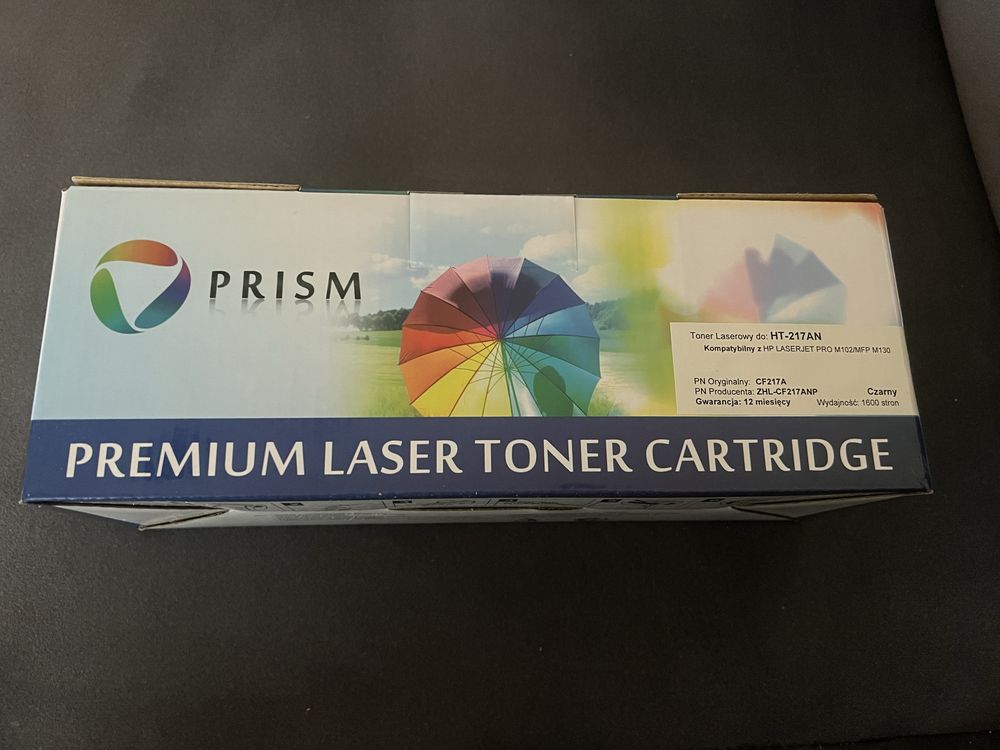 PRISM
Toner Laserowy do: HT-217AN
Kompatybilny z HP LASERJET PRO M102/MFP M130
PN Oryginalny: CF217A
PN Producenta: ZHL-CF217ANP Czarny
Gwarancja: 12 miesięcy Wydajność: 1600 stron
PREMIUM LASER TONER CARTRIDGE